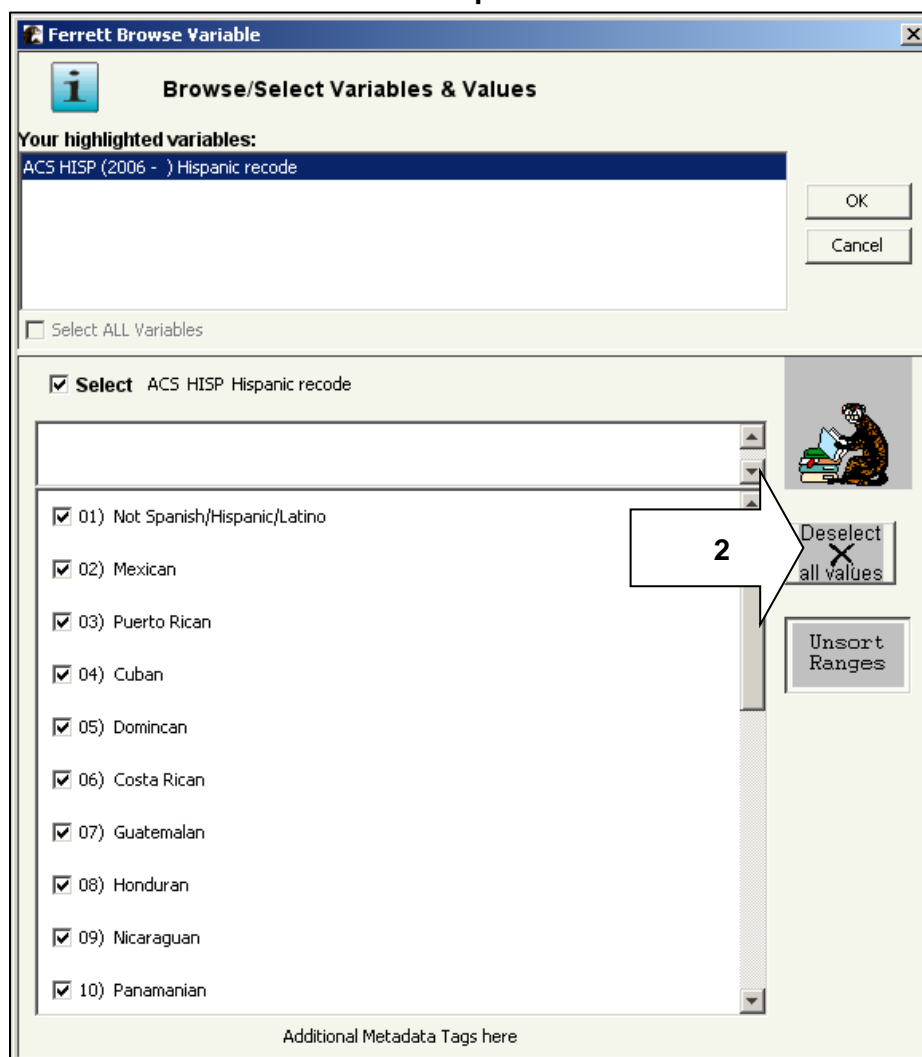 Ferrett Browse Variable
Browse/Select Variables & Values
Your highlighted variables:
ACS HISP (2006 - ) Hispanic recode
OK
Cancel
Select ALL Variables
Select ACS HISP Hispanic recode
01) Not Spanish/Hispanic/Latino
2
Deselect
all values
02) Mexican
03) Puerto Rican
Unsort
Ranges
04) Cuban
05) Domincan
06) Costa Rican
07) Guatemalan
08) Honduran
09) Nicaraguan
10) Panamanian
Additional Metadada Tags here